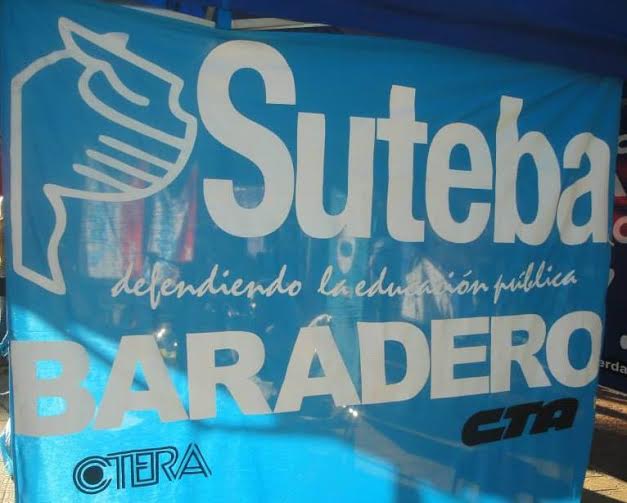 Suteba
defendiendo la educación pública
BARADERO
CTA
CTERA